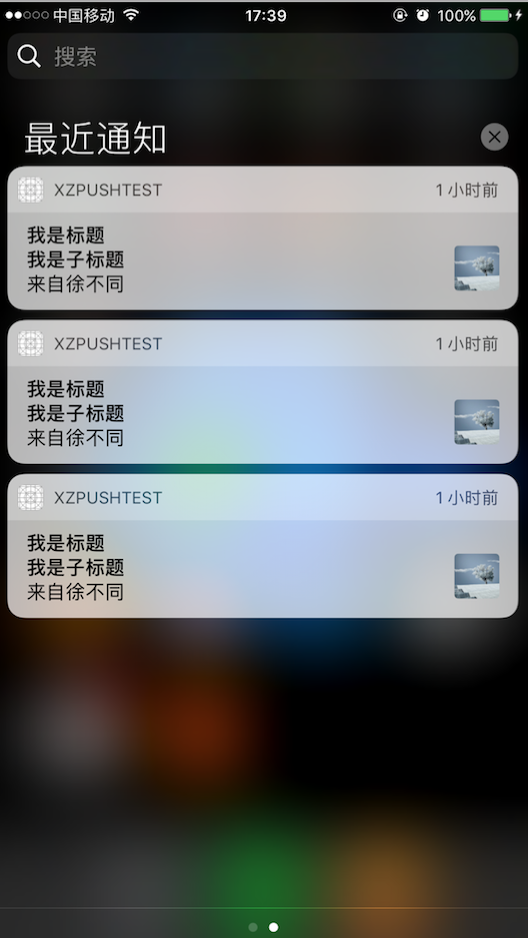 中国移动 17:39 100%
搜索
最近通知
XZPUSHTEST 1 小时前
我是标题
我是子标题
来自徐不同
XZPUSHTEST 1 小时前
我是标题
我是子标题
来自徐不同
XZPUSHTEST 1 小时前
我是标题
我是子标题
来自徐不同